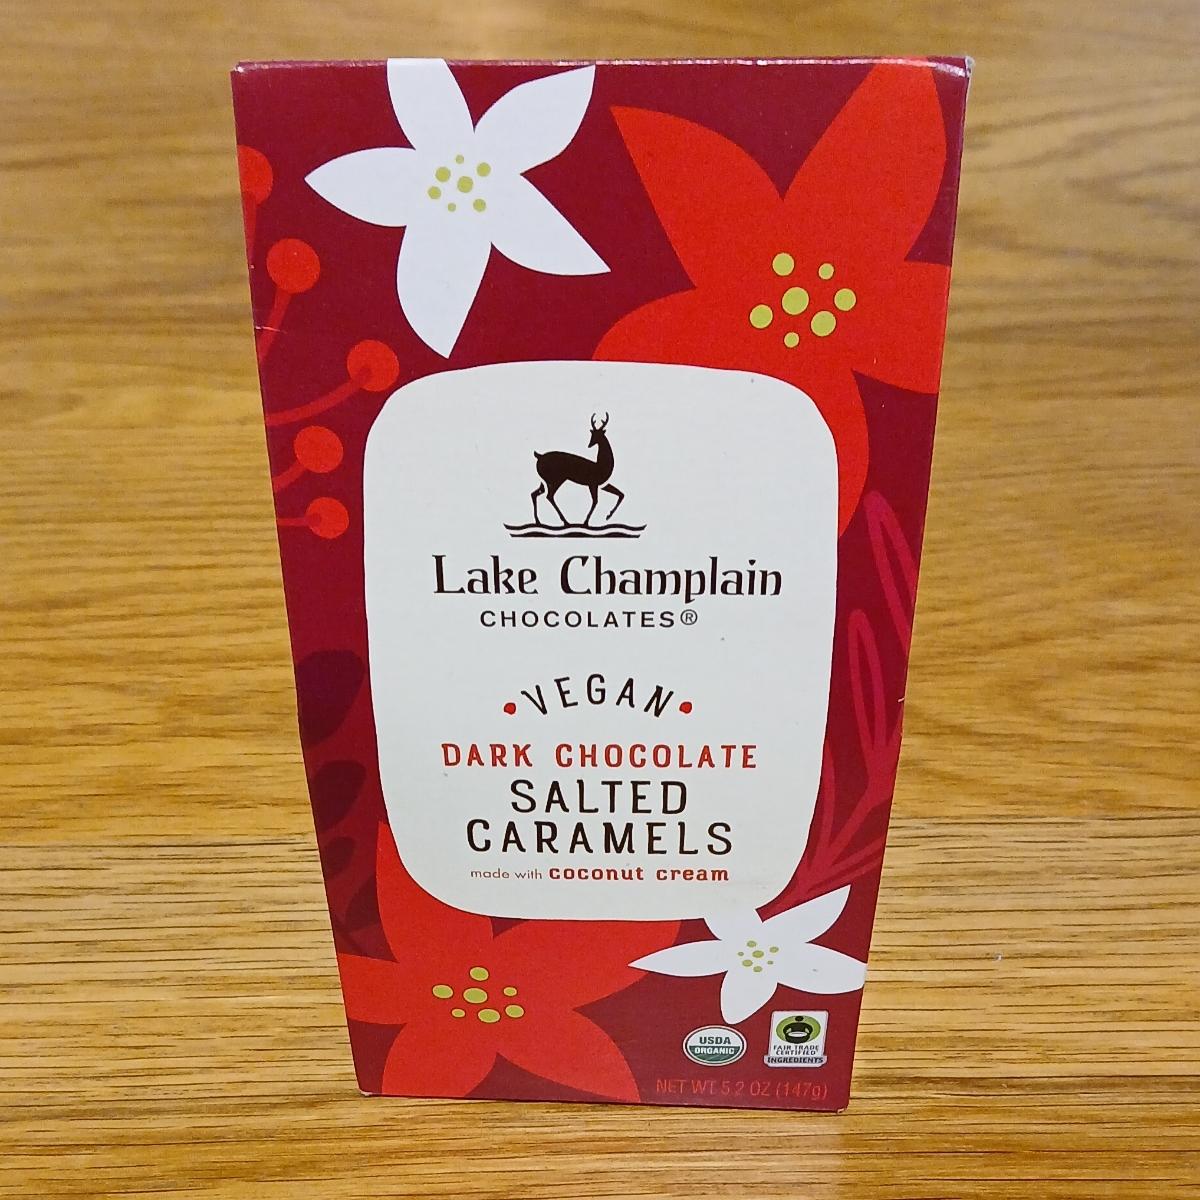 Lake Champlain
CHOCOLATES®
•VEGAN•
DARK CHOCOLATE
SALTED
CARAMELS
made with coconut cream
USDA
ORGANIC
FAIR TRADE
CERTIFIED
INGREDIENTS
NET WT 5.2 OZ (147g)